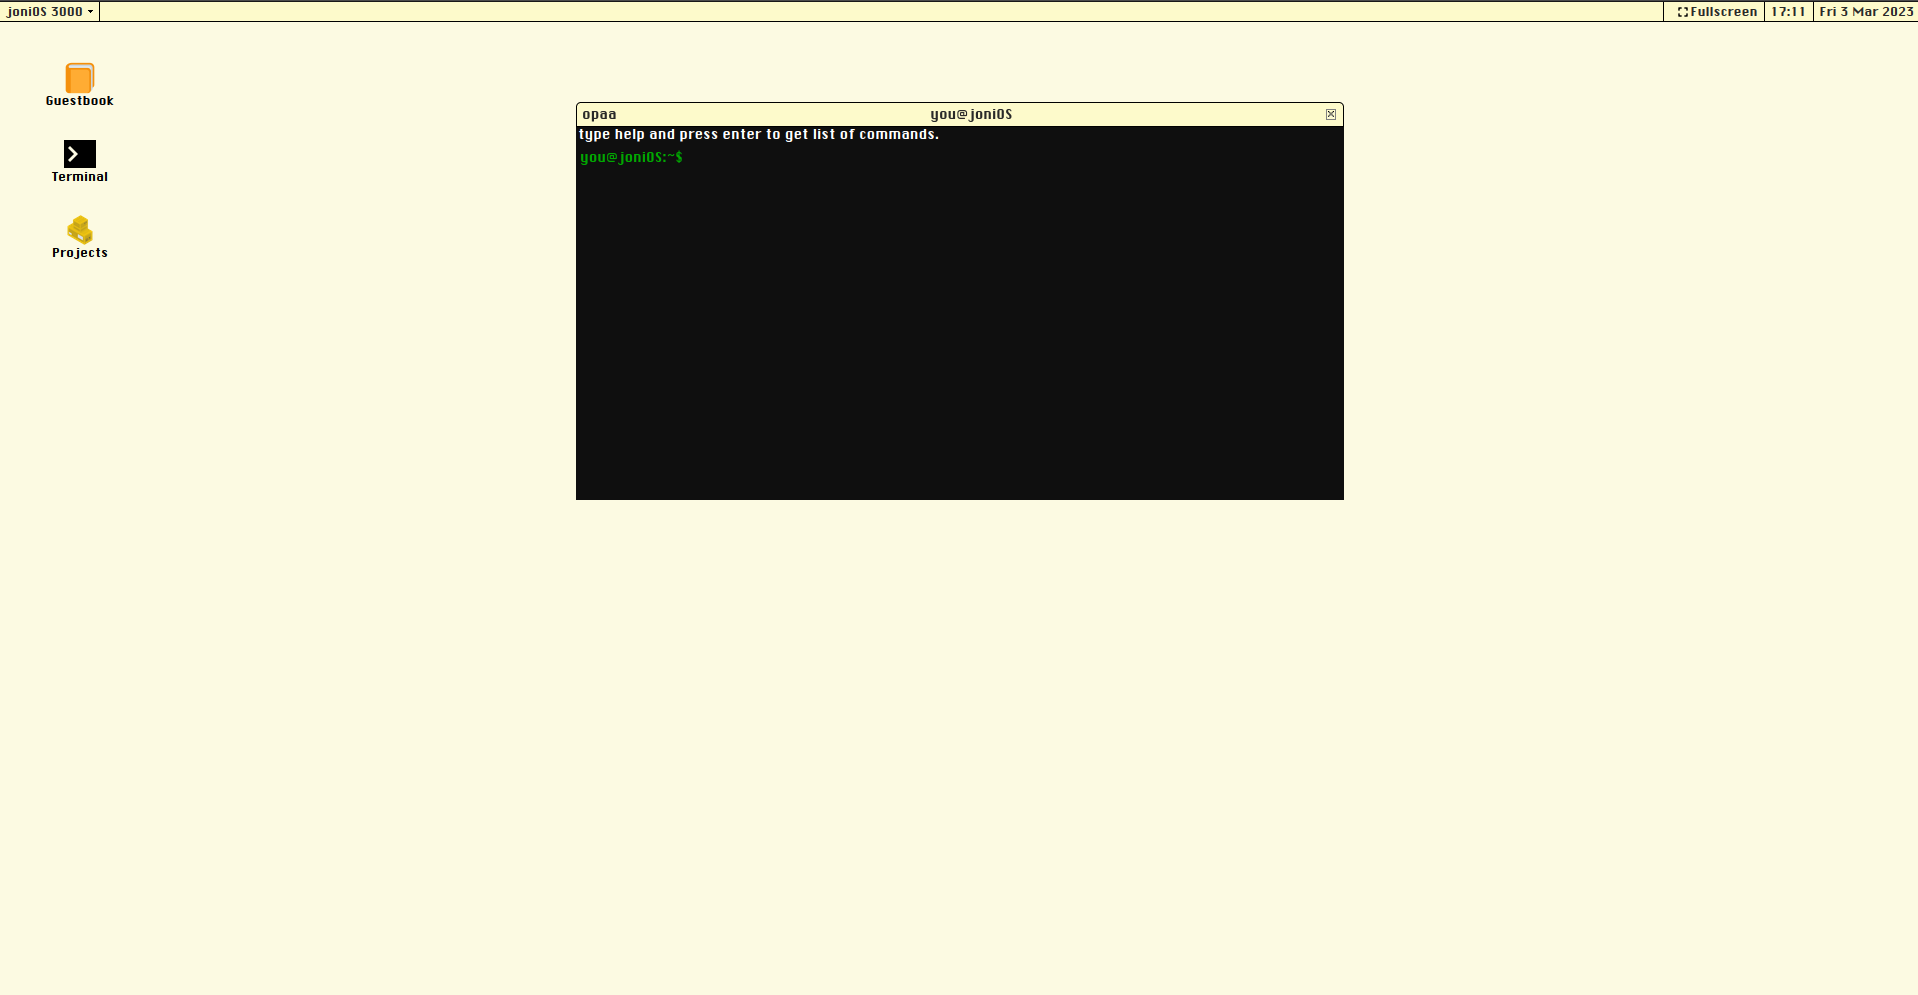 joniOS 3000
Fullscreen
17:11
Fri 3 Mar 2023
Guestbook
Terminal
Projects
opaa
you@joniOS
type help and press enter to get list of commands.
you@joniOS:~$